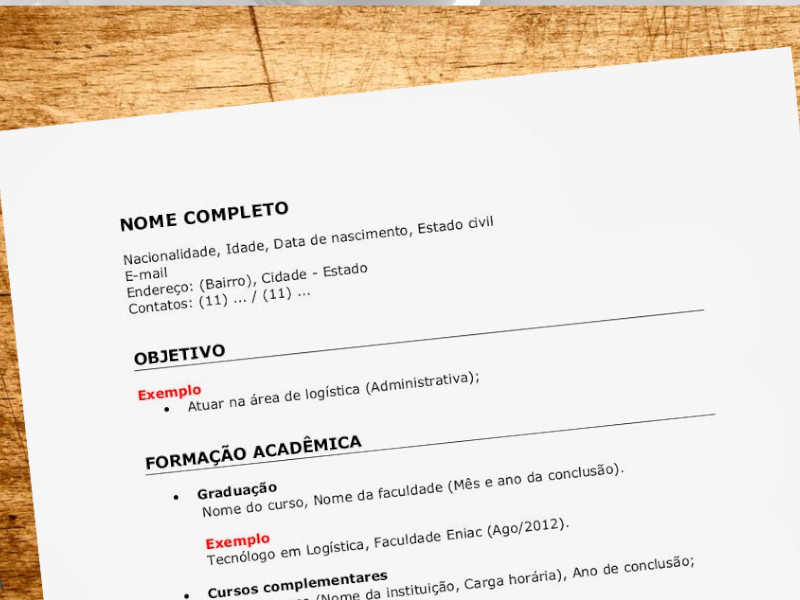 NOME COMPLETO
Nacionalidade, Idade, Data de nascimento, Estado civil
E-mail
Endereço: (Bairro), Cidade - Estado
Contatos: (11) ... / (11) ...
OBJETIVO
Exemplo
• Atuar na área de logística (Administrativa);
FORMAÇÃO ACADÊMICA
• Graduação
Nome do curso, Nome da faculdade (Mês e ano da conclusão).
Exemplo
Tecnólogo em Logística, Faculdade Eniac (Ago/2012).
• Cursos complementares
(Nome da instituição, Carga horária), Ano de conclusão;